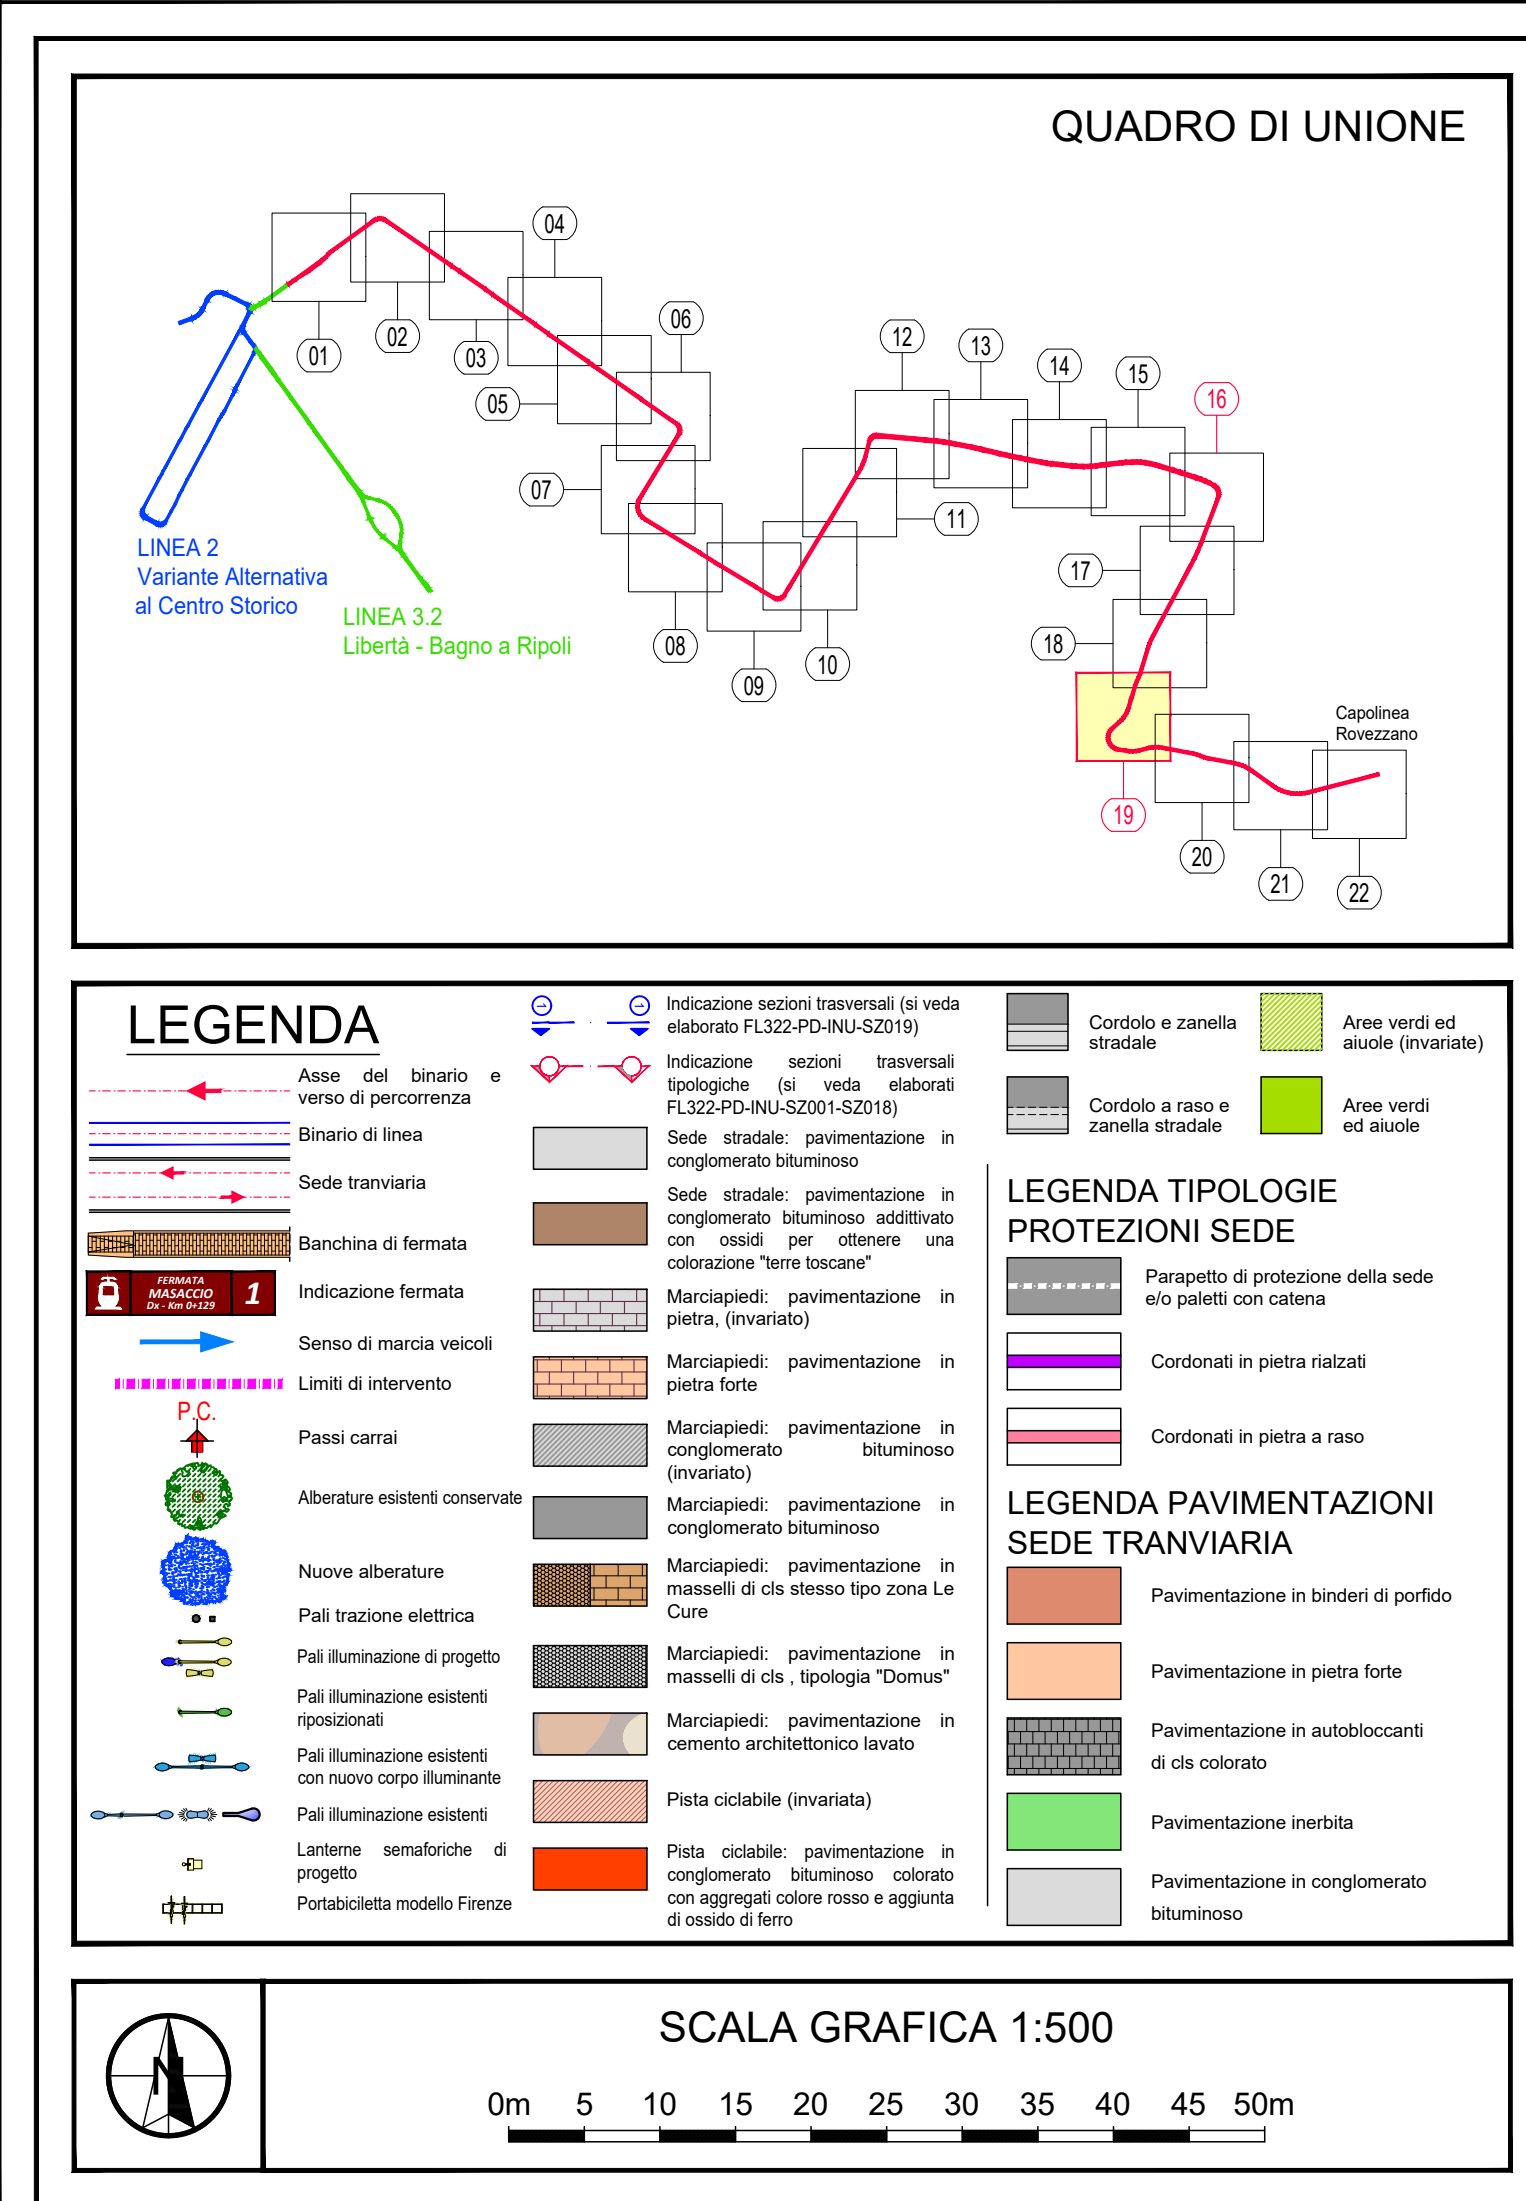 QUADRO DI UNIONE
01
02
03
04
05
06
07
08
09
10
11
12
13
14
15
16
17
18
19
20
21
22
LINEA 2
Variante Alternativa
al Centro Storico
LINEA 3.2
Libertà - Bagno a Ripoli
Capolinea
Rovezzano
LEGENDA
Asse del binario e
verso di percorrenza
Binario di linea
Sede tranviaria
Banchina di fermata
FERMATA
MASACCIO
Dx - Km 0+129
1
Indicazione fermata
Senso di marcia veicoli
Limiti di intervento
P.C.
Passi carrai
Alberature esistenti conservate
Nuove alberature
Pali trazione elettrica
Pali illuminazione di progetto
Pali illuminazione esistenti
riposizionati
Pali illuminazione esistenti
con nuovo corpo illuminante
Pali illuminazione esistenti
Lanterne semaforiche di
progetto
Portabiciletta modello Firenze
1 1
Indicazione sezioni trasversali (si veda
elaborato FL322-PD-INU-SZ019)
Indicazione sezioni trasversali
tipologiche (si veda elaborati
FL322-PD-INU-SZ001-SZ018)
Sede stradale: pavimentazione in
conglomerato bituminoso
Sede stradale: pavimentazione in
conglomerato bituminoso addittivato
con ossidi per ottenere una
colorazione "terre toscane"
Marciapiedi: pavimentazione in
pietra, (invariato)
Marciapiedi: pavimentazione in
pietra forte
Marciapiedi: pavimentazione in
conglomerato bituminoso
(invariato)
Marciapiedi: pavimentazione in
conglomerato bituminoso
Marciapiedi: pavimentazione in
masselli di cls stesso tipo zona Le
Cure
Marciapiedi: pavimentazione in
masselli di cls , tipologia "Domus"
Marciapiedi: pavimentazione in
cemento architettonico lavato
Pista ciclabile (invariata)
Pista ciclabile: pavimentazione in
conglomerato bituminoso colorato
con aggregati colore rosso e aggiunta
di ossido di ferro
Cordolo e zanella
stradale
Aree verdi ed
aiuole (invariate)
Cordolo a raso e
zanella stradale
Aree verdi
ed aiuole
LEGENDA TIPOLOGIE
PROTEZIONI SEDE
Parapetto di protezione della sede
e/o paletti con catena
Cordonati in pietra rialzati
Cordonati in pietra a raso
LEGENDA PAVIMENTAZIONI
SEDE TRANVIARIA
Pavimentazione in binderi di porfido
Pavimentazione in pietra forte
Pavimentazione in autobloccanti
di cls colorato
Pavimentazione inerbita
Pavimentazione in conglomerato
bituminoso
N
SCALA GRAFICA 1:500
0m 5 10 15 20 25 30 35 40 45 50m